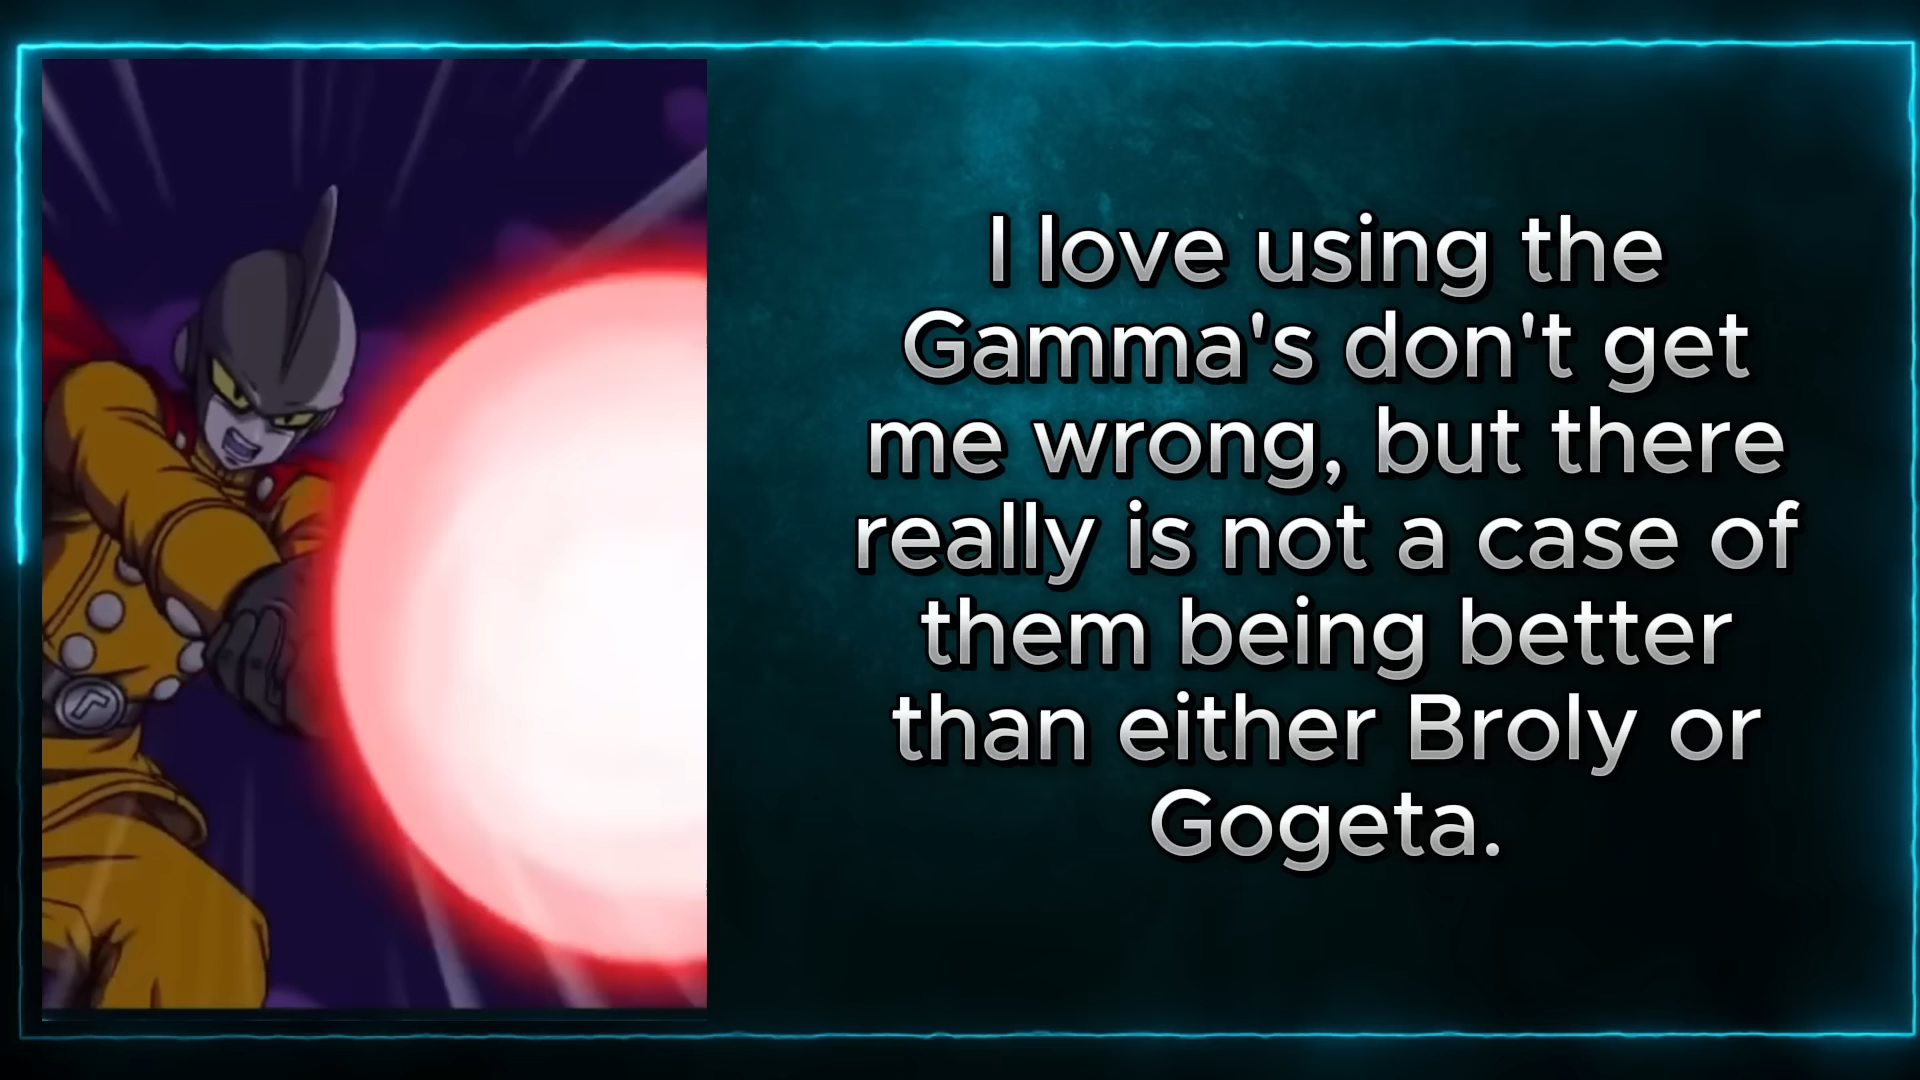 I love using the
Gamma's don't get
me wrong, but there
really is not a case of
them being better
than either Broly or
Gogeta.